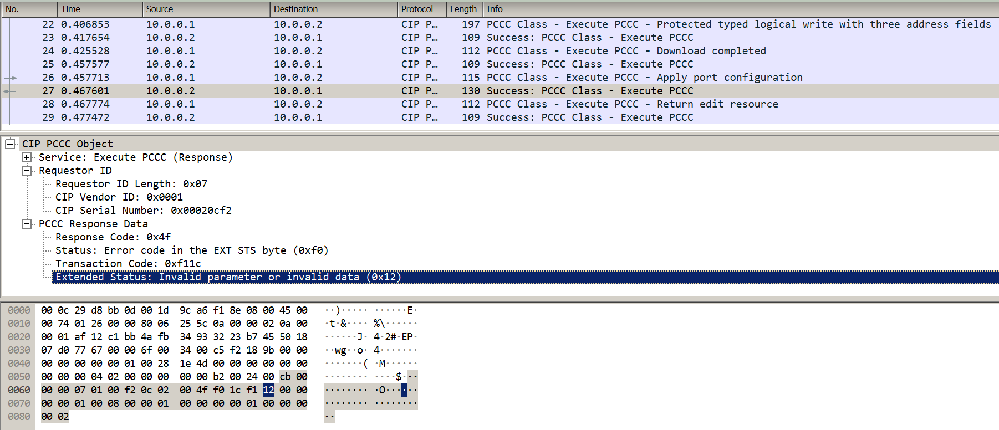 No. Time Source Destination Protocol Length Info
22 0.406853 10.0.0.1 10.0.0.2 CIP P… 197 PCCC Class - Execute PCCC - Protected typed logical write with three address fields
23 0.417654 10.0.0.2 10.0.0.1 CIP P… 109 Success: PCCC Class - Execute PCCC
24 0.425528 10.0.0.1 10.0.0.2 CIP P… 112 PCCC Class - Execute PCCC - Download completed
25 0.457577 10.0.0.2 10.0.0.1 CIP P… 109 Success: PCCC Class - Execute PCCC
26 0.457713 10.0.0.1 10.0.0.2 CIP P… 115 PCCC Class - Execute PCCC - Apply port configuration
27 0.467601 10.0.0.2 10.0.0.1 CIP P… 130 Success: PCCC Class - Execute PCCC
28 0.467774 10.0.0.1 10.0.0.2 CIP P… 112 PCCC Class - Execute PCCC - Return edit resource
29 0.477472 10.0.0.2 10.0.0.1 CIP P… 109 Success: PCCC Class - Execute PCCC
CIP PCCC Object
Service: Execute PCCC (Response)
Requestor ID
Requestor ID Length: 0x07
CIP Vendor ID: 0x0001
CIP Serial Number: 0x00020cf2
PCCC Response Data
Response Code: 0x4f
Status: Error code in the EXT STS byte (0xf0)
Transaction Code: 0xf11c
Extended Status: Invalid parameter or invalid data (0x12)
0000 00 0c 29 d8 bb 0d 00 1d 9c a6 f1 8e 08 00 45 00 ··)····· ······E·
0010 00 74 01 26 00 00 80 06 25 5c 0a 00 00 02 0a 00 ·t·&···· %\······
0020 00 01 af 12 c1 bb 4a fb 34 93 32 23 b7 45 50 18 ······J· 4·2#·EP·
0030 07 d0 77 67 00 00 6f 00 34 00 c5 f2 18 9b 00 00 ··wg··o· 4·······
0040 00 00 00 00 00 01 00 28 1e 4d 00 00 00 00 00 00 ·······( ·M······
0050 00 00 00 04 02 00 00 00 00 00 b2 00 24 00 cb 00 ········ ····$···
0060 00 00 07 01 00 f2 0c 02 00 4f f0 1c f1 12 00 00 ········ ·O······
0070 00 00 01 00 08 00 00 01 00 00 00 00 01 00 00 00 ········ ········
0080 00 02 ··